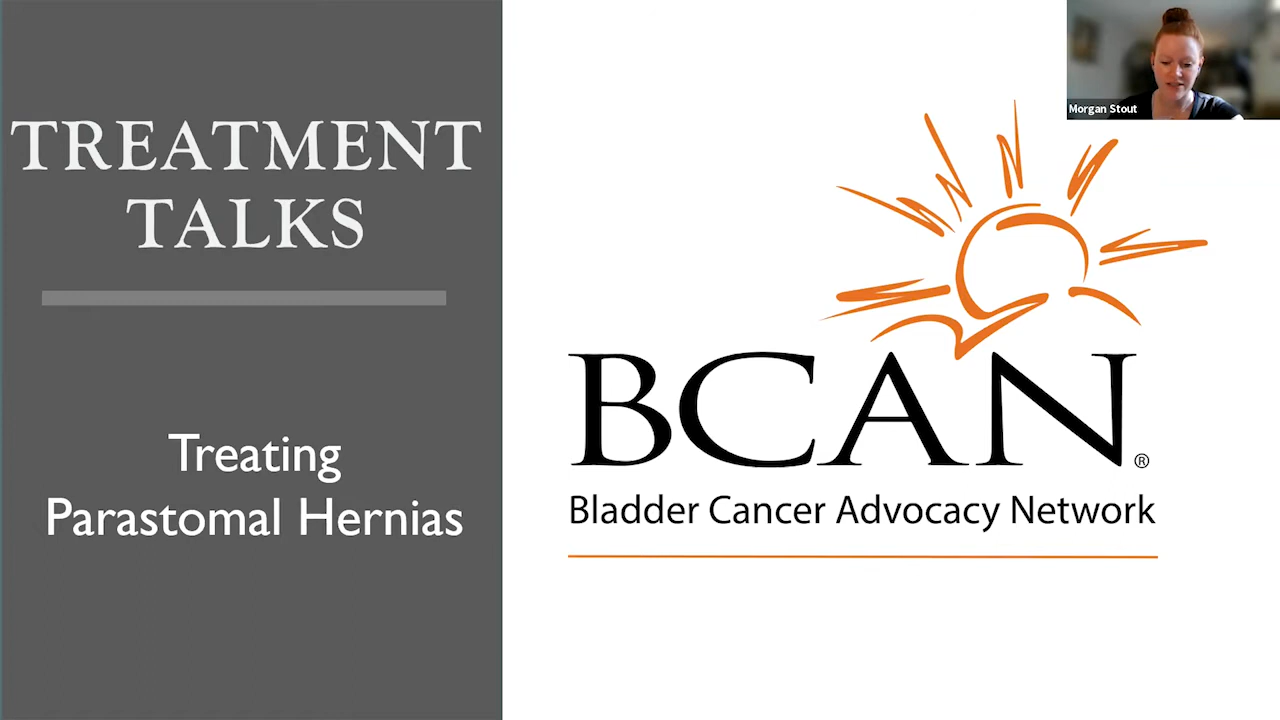 TREATMENT
TALKS
Treating
Parastomal Hernias
Morgan Stout
BCAN®
Bladder Cancer Advocacy Network